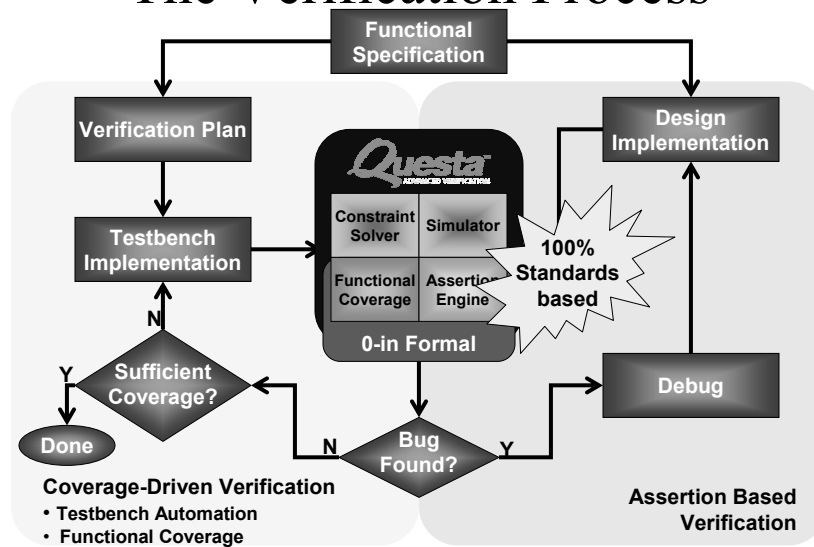 The Verification Process
Functional
Specification
Verification Plan
Design
Implementation
Questa
ADVANCED VERIFICATION
Constraint
Solver
Simulator
Testbench
Implementation
100%
Standards
based
Functional
Coverage
Assertion
Engine
N
0-in Formal
Y
Sufficient
Coverage?
Debug
Done
N
Bug
Found?
Y
Coverage-Driven Verification
• Testbench Automation
• Functional Coverage
Assertion Based
Verification